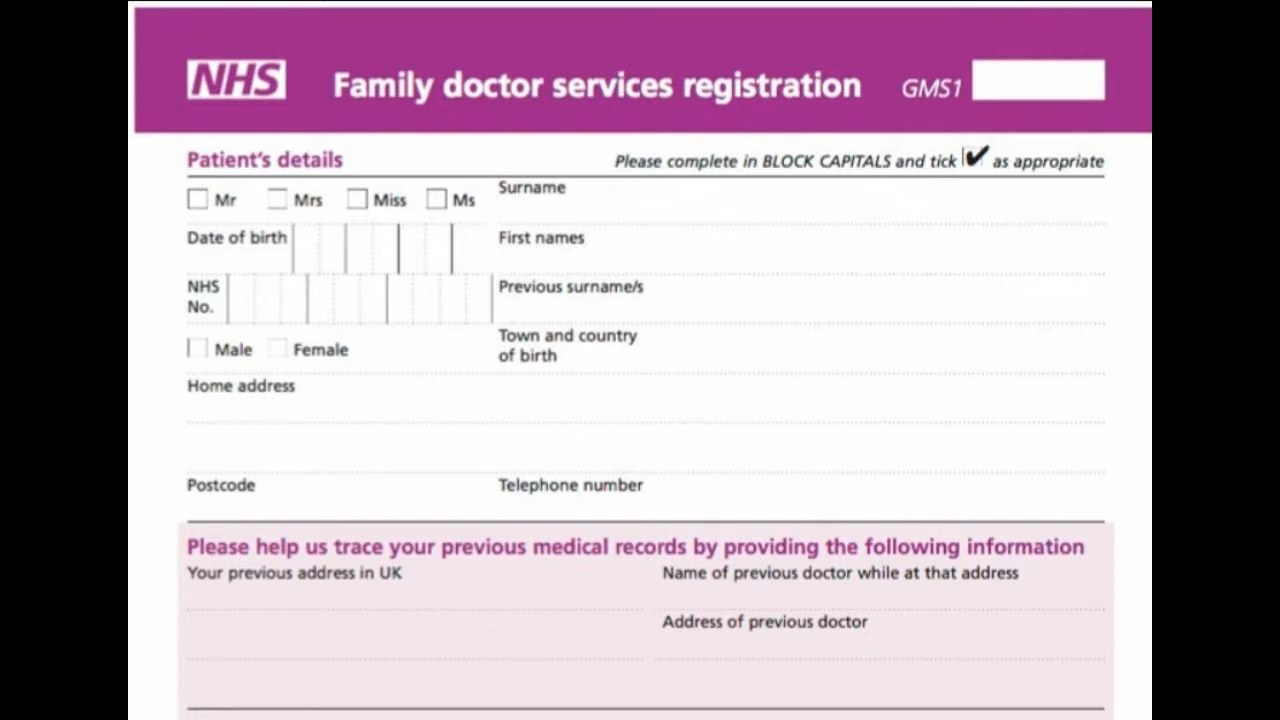 NHS Family doctor services registration GMS1
Patient's details Please complete in BLOCK CAPITALS and tick ✔ as appropriate
Mr Mrs Miss Ms Surname
Date of birth First names
NHS No. Previous surname/s
Male Female Town and country of birth
Home address
Postcode Telephone number
Please help us trace your previous medical records by providing the following information
Your previous address in UK Name of previous doctor while at that address
Address of previous doctor